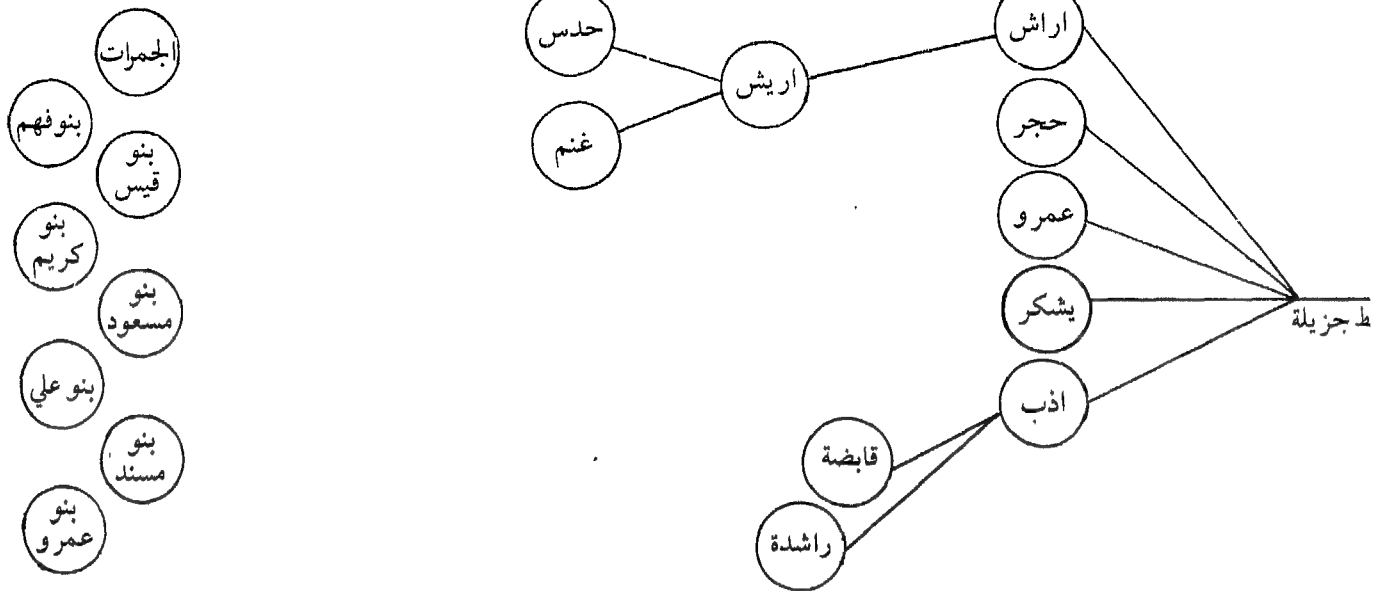 اراش
حجر
عمرو
يشكر
اذب
ط جزيلة
اريش
حدس
غنم
قابضة
راشدة
الجمرات
بنو فهم
بنو
قيس
بنو
كريم
بنو
مسعود
بنو علي
بنو
مسند
بنو
عمرو